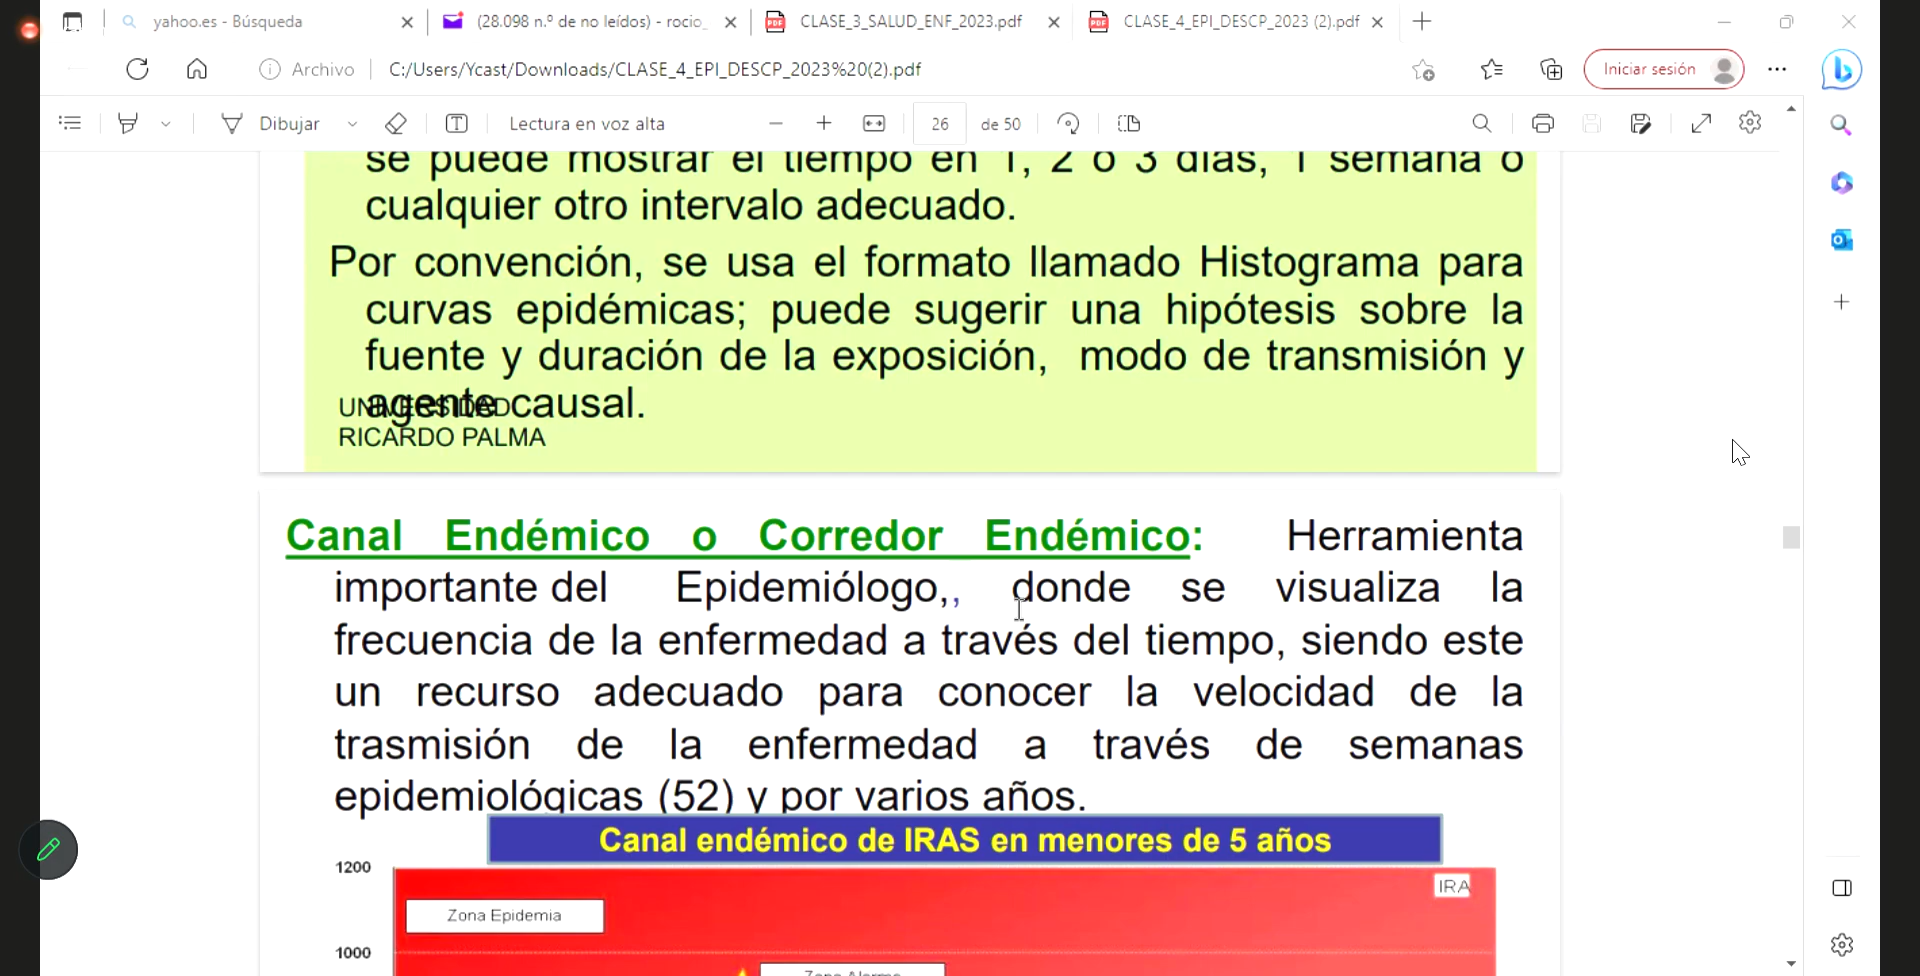 yahoo.es - Búsqueda
(28.098 n.º de no leídos) - rocio_
CLASE_3_SALUD_ENF_2023.pdf
CLASE_4_EPI_DESCP_2023 (2).pdf
Archivo
C:/Users/Ycast/Downloads/CLASE_4_EPI_DESCP_2023%20(2).pdf
Iniciar sesión
Dibujar
Lectura en voz alta
26
de 50
se puede mostrar el tiempo en 1, 2 o 3 días, 1 semana o
cualquier otro intervalo adecuado.
Por convención, se usa el formato llamado Histograma para
curvas epidémicas; puede sugerir una hipótesis sobre la
fuente y duración de la exposición, modo de transmisión y
agente causal.
UNIVERSIDAD
RICARDO PALMA
Canal Endémico o Corredor Endémico: Herramienta
importante del Epidemiólogo,, donde se visualiza la
frecuencia de la enfermedad a través del tiempo, siendo este
un recurso adecuado para conocer la velocidad de la
trasmisión de la enfermedad a través de semanas
epidemiológicas (52) y por varios años.
Canal endémico de IRAS en menores de 5 años
1200
IRA
Zona Epidemia
1000
Zona Alarma